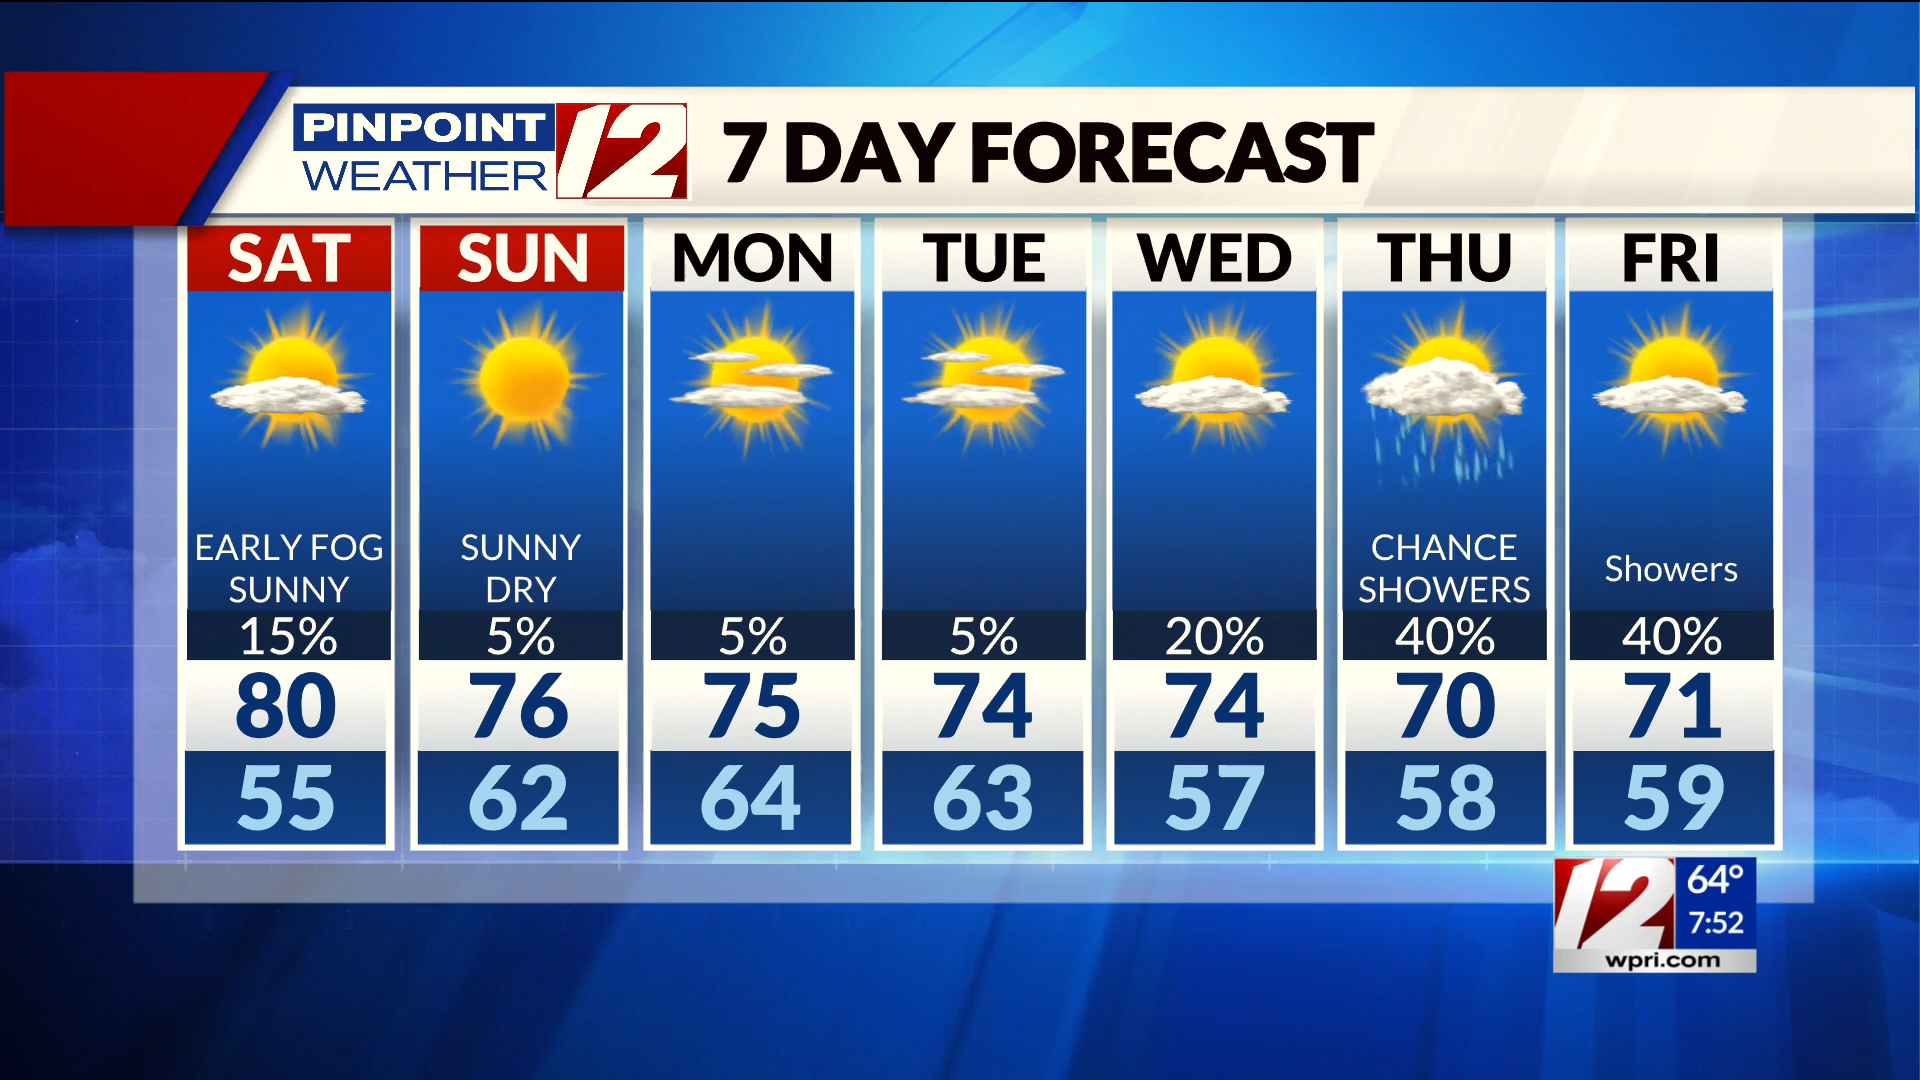 PINPOINT
WEATHER
12
7 DAY FORECAST
SAT
SUN
MON
TUE
WED
THU
FRI
EARLY FOG
SUNNY
SUNNY
DRY
CHANCE
SHOWERS
Showers
15%
5%
5%
5%
20%
40%
40%
80
76
75
74
74
70
71
55
62
64
63
57
58
59
12
64°
7:52
wpri.com